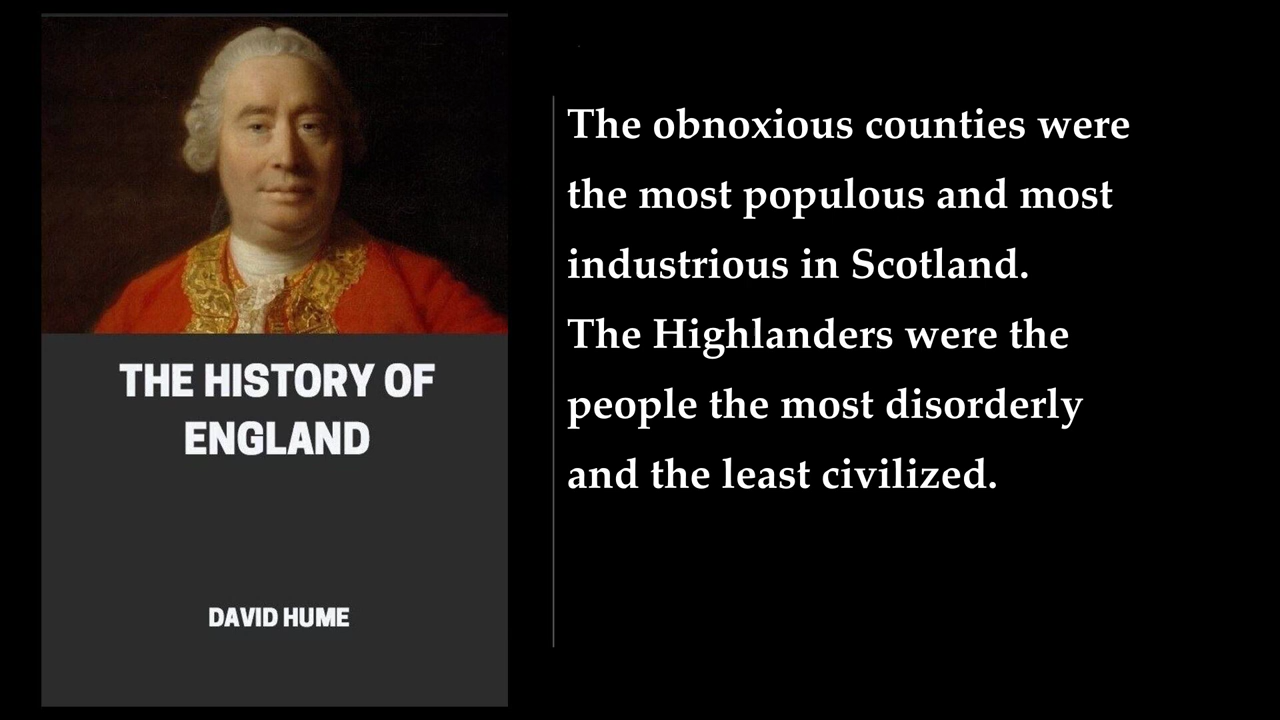 THE HISTORY OF
ENGLAND
DAVID HUME
The obnoxious counties were
the most populous and most
industrious in Scotland.
The Highlanders were the
people the most disorderly
and the least civilized.